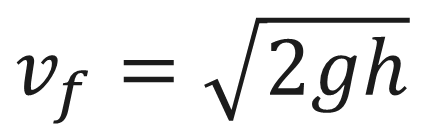 v_f = √(2gh)